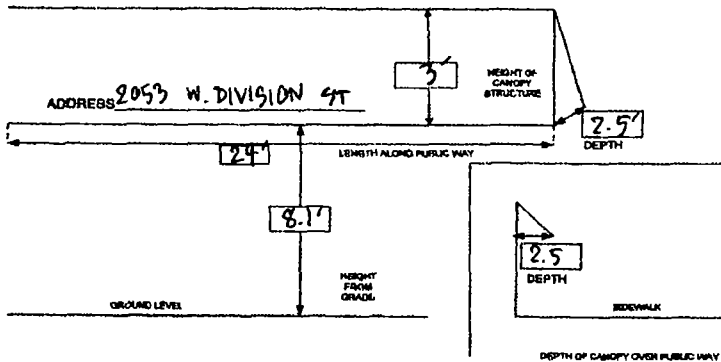 3'
HEIGHT OF
CANOPY
STRUCTURE
ADDRESS 2053 W. DIVISION ST
2.5'
DEPTH
24'
LENGTH ALONG PUBLIC WAY
8.1'
2.5
DEPTH
HEIGHT
FROM
GRADE
GROUND LEVEL
SIDEWALK
DEPTH OF CANOPY OVER PUBLIC WAY